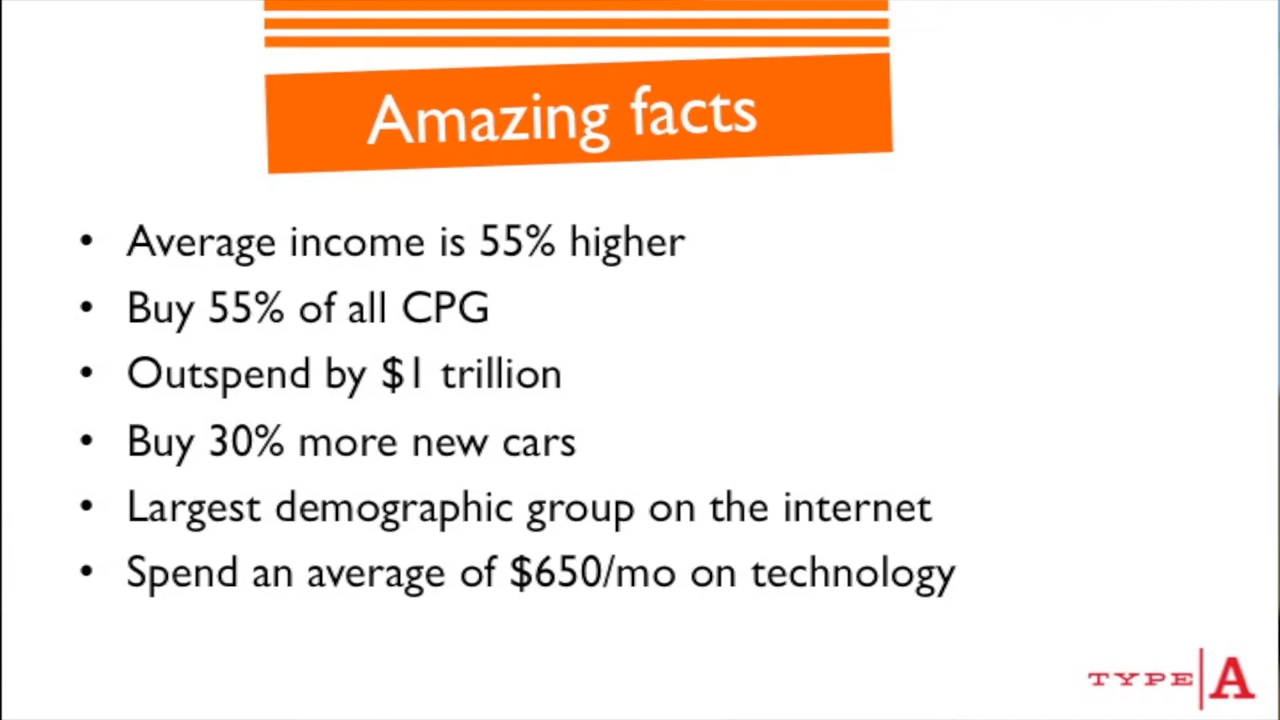 Amazing facts
• Average income is 55% higher
• Buy 55% of all CPG
• Outspend by $1 trillion
• Buy 30% more new cars
• Largest demographic group on the internet
• Spend an average of $650/mo on technology
TYPE|A